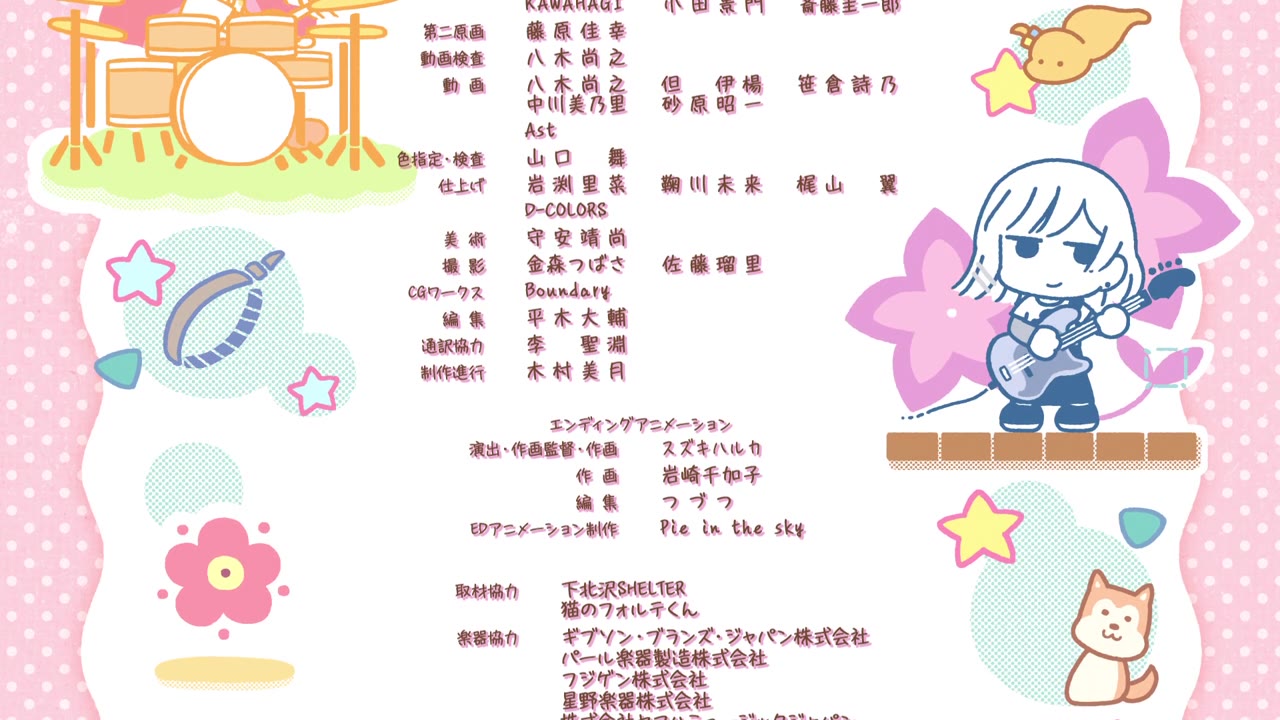 KAWAHAGI 小田景門 斎藤圭一郎
第二原画 藤原佳幸
動画検査 八木尚之
動画 八木尚之 但 伊楊 笹倉詩乃
中川美乃里 砂原昭一
Ast
色指定・検査 山口 舞
仕上げ 岩渕里菜 鞠川未来 梶山 翼
D-COLORS
美術 守安靖尚
撮影 金森つばさ 佐藤瑠里
CGワークス Boundary
編集 平木大輔
通訳協力 李 聖淵
制作進行 木村美月
エンディングアニメーション
演出・作画監督・作画 スズキハルカ
作画 岩崎千加子
編集 つづつ
EDアニメーション制作 Pie in the sky
取材協力 下北沢SHELTER
猫のフォルテくん
楽器協力 ギブソン・ブランズ・ジャパン株式会社
パール楽器製造株式会社
フジゲン株式会社
星野楽器株式会社